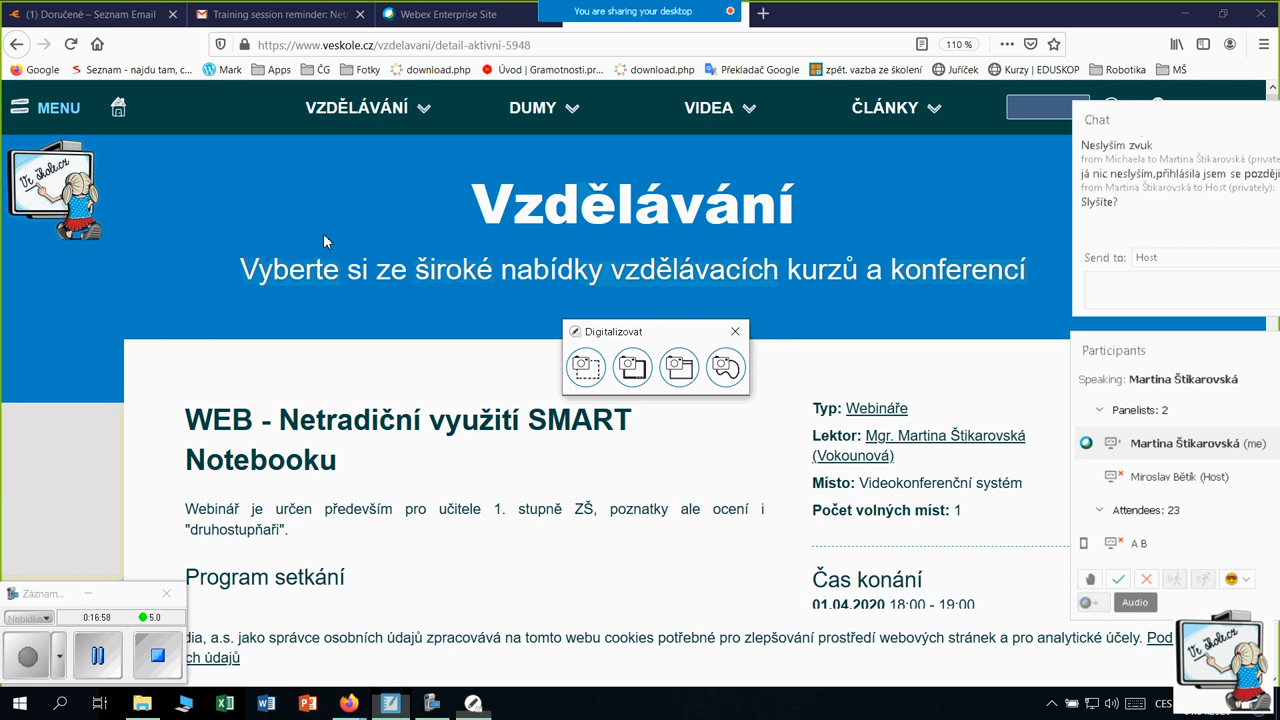 (1) Doručené – Seznam Email
Training session reminder: Net
Webex Enterprise Site
You are sharing your desktop
https://www.veskole.cz/vzdelavani/detail-aktivni-5948
110 %
Google
Seznam - najdu tam, c...
Mark
Apps
ČG
Fotky
download.php
Úvod | Gramotnosti.pr...
download.php
Překladač Google
zpět. vazba ze školení
Juříček
Kurzy | EDUSKOP
Robotika
MŠ
MENU
VZDĚLÁVÁNÍ
DUMY
VIDEA
ČLÁNKY
Ve škole.cz
Vzdělávání
Vyberte si ze široké nabídky vzdělávacích kurzů a konferencí
Chat
Neslyším zvuk
from Michaela to Martina Štikarovská (private
já nic neslyším,přihlásila jsem se později
from Martina Štikarovská to Host (privately):
Slyšíte?
Send to:
Host
Digitalizovat
WEB - Netradiční využití SMART
Notebooku
Webinář je určen především pro učitele 1. stupně ZŠ, poznatky ale ocení i
"druhostupňaři".
Program setkání
Typ: Webináře
Lektor: Mgr. Martina Štikarovská
(Vokounová)
Místo: Videokonferenční systém
Počet volných míst: 1
Čas konání
01.04.2020 18:00 - 19:00
Participants
Speaking: Martina Štikarovská
Panelists: 2
Martina Štikarovská (me)
Miroslav Bětík (Host)
Attendees: 23
A B
Audio
Záznam...
Nabídka
0:16:58
5.0
dia, a.s. jako správce osobních údajů zpracovává na tomto webu cookies potřebné pro zlepšování prostředí webových stránek a pro analytické účely. Pod
ch údajů
Ve škole.cz
CES